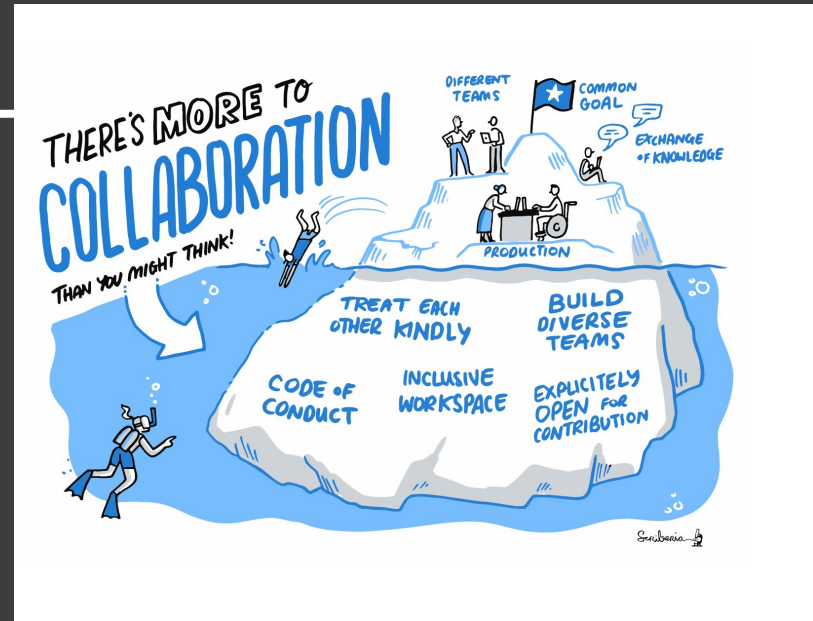 THERE'S MORE TO
COLLABORATION
THAN YOU MIGHT THINK!
DIFFERENT
TEAMS
COMMON
GOAL
EXCHANGE
OF KNOWLEDGE
PRODUCTION
TREAT EACH
OTHER KINDLY
BUILD
DIVERSE
TEAMS
CODE OF
CONDUCT
INCLUSIVE
WORKSPACE
EXPLICITELY
OPEN FOR
CONTRIBUTION
Scriberia